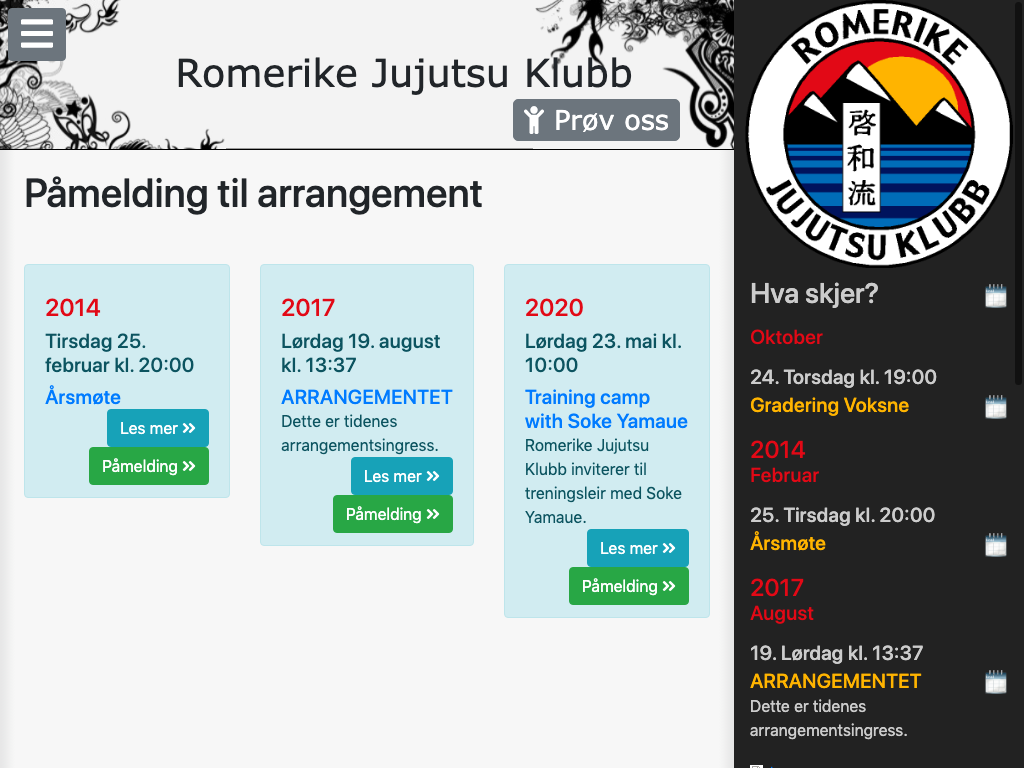 Romerike Jujutsu Klubb
Prøv oss
Påmelding til arrangement
2014
Tirsdag 25.
februar kl. 20:00
Årsmøte
Les mer
Påmelding
2017
Lørdag 19. august
kl. 13:37
ARRANGEMENTET
Dette er tidenes
arrangementsingress.
Les mer
Påmelding
2020
Lørdag 23. mai kl.
10:00
Training camp
with Soke Yamaue
Romerike Jujutsu
Klubb inviterer til
treningsleir med Soke
Yamaue.
Les mer
Påmelding
ROMERIKE
啓和流
JUJUTSU KLUBB
Hva skjer?
Oktober
24. Torsdag kl. 19:00
Gradering Voksne
2014
Februar
25. Tirsdag kl. 20:00
Årsmøte
2017
August
19. Lørdag kl. 13:37
ARRANGEMENTET
Dette er tidenes
arrangementsingress.